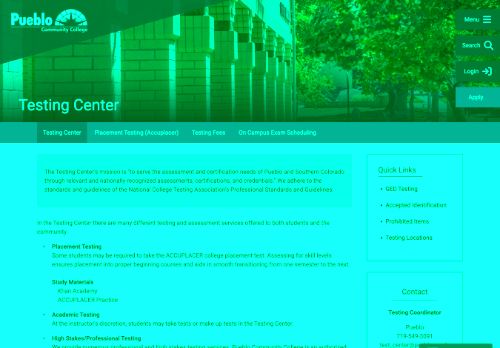 Pueblo
Community College
Menu
Search
Login
Apply
Testing Center
Testing Center
Placement Testing (Accuplacer)
Testing Fees
On Campus Exam Scheduling
The Testing Center's mission is "to serve the assessment and certification needs of Pueblo and Southern Colorado
through relevant and nationally-recognized assessments, certifications, and credentials." We adhere to the
standards and guidelines of the National College Testing Association's Professional Standards and Guidelines.
In the Testing Center there are many different testing and assessment services offered to both students and the
community.
Placement Testing
Some students may be required to take the ACCUPLACER college placement test. Assessing for skill levels
ensures placement into proper beginning courses and aids in smooth transitioning from one semester to the next.
Study Materials
Khan Academy
ACCUPLACER Practice
Academic Testing
At the instructor's discretion, students may take tests or make up tests in the Testing Center.
High Stakes/Professional Testing
Quick Links
GED Testing
Accepted Identification
Prohibited Items
Testing Locations
Contact
Testing Coordinator
Pueblo